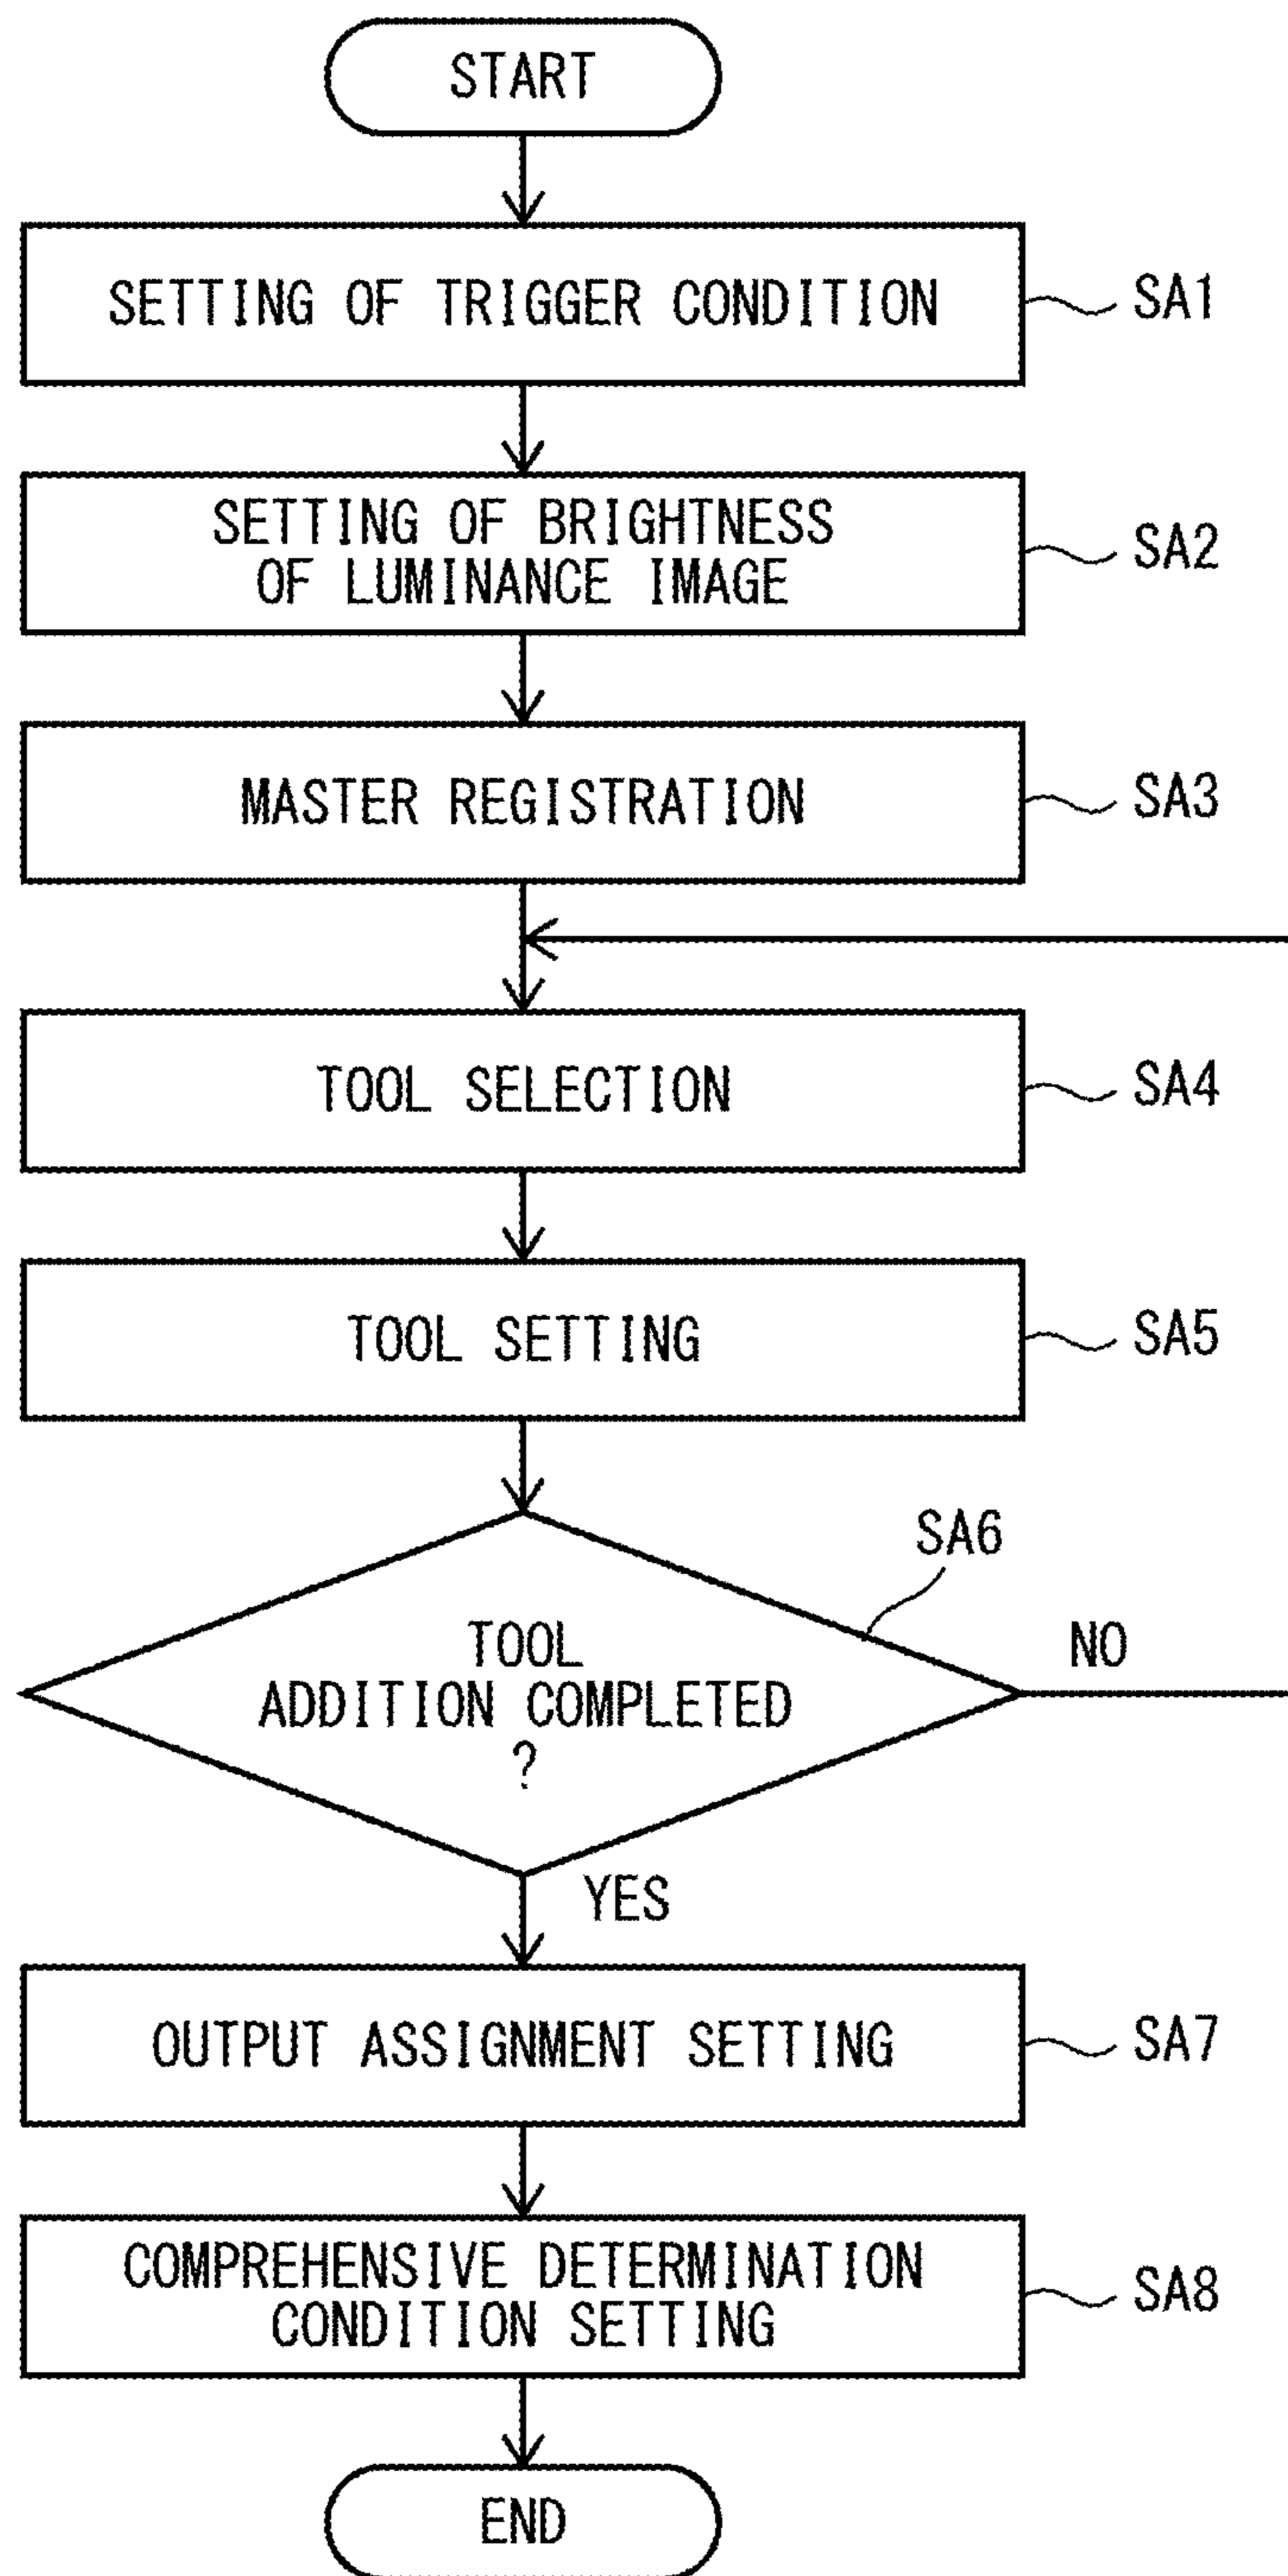 START
SETTING OF TRIGGER CONDITION
SA1
SETTING OF BRIGHTNESS
OF LUMINANCE IMAGE
SA2
MASTER REGISTRATION
SA3
TOOL SELECTION
SA4
TOOL SETTING
SA5
SA6
TOOL
ADDITION COMPLETED
?
NO
YES
OUTPUT ASSIGNMENT SETTING
SA7
COMPREHENSIVE DETERMINATION
CONDITION SETTING
SA8
END